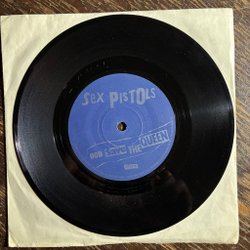 Sex PISTOLS
GOD SAVE THE QUEEN